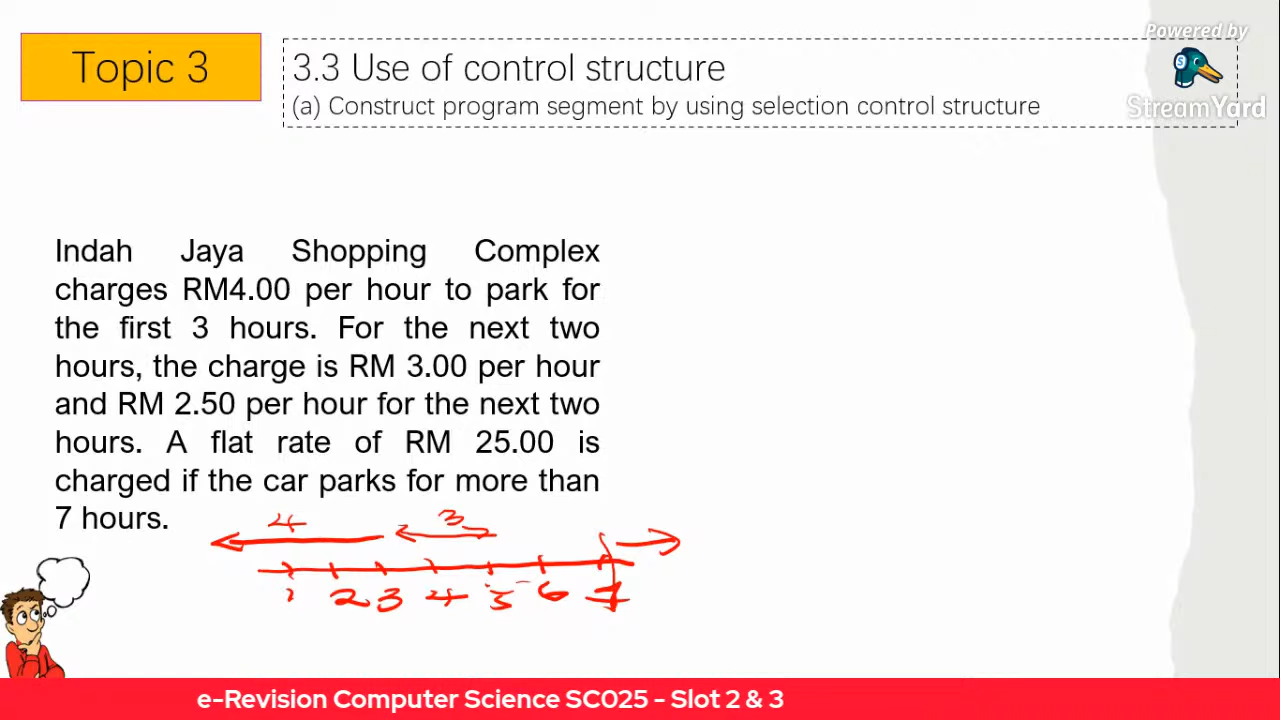 Powered by
Topic 3
3.3 Use of control structure
(a) Construct program segment by using selection control structure
StreamYard
Indah Jaya Shopping Complex
charges RM4.00 per hour to park for
the first 3 hours. For the next two
hours, the charge is RM 3.00 per hour
and RM 2.50 per hour for the next two
hours. A flat rate of RM 25.00 is
charged if the car parks for more than
7 hours.
4 3
1 2 3 4 5 6 7
e-Revision Computer Science SC025 - Slot 2 & 3